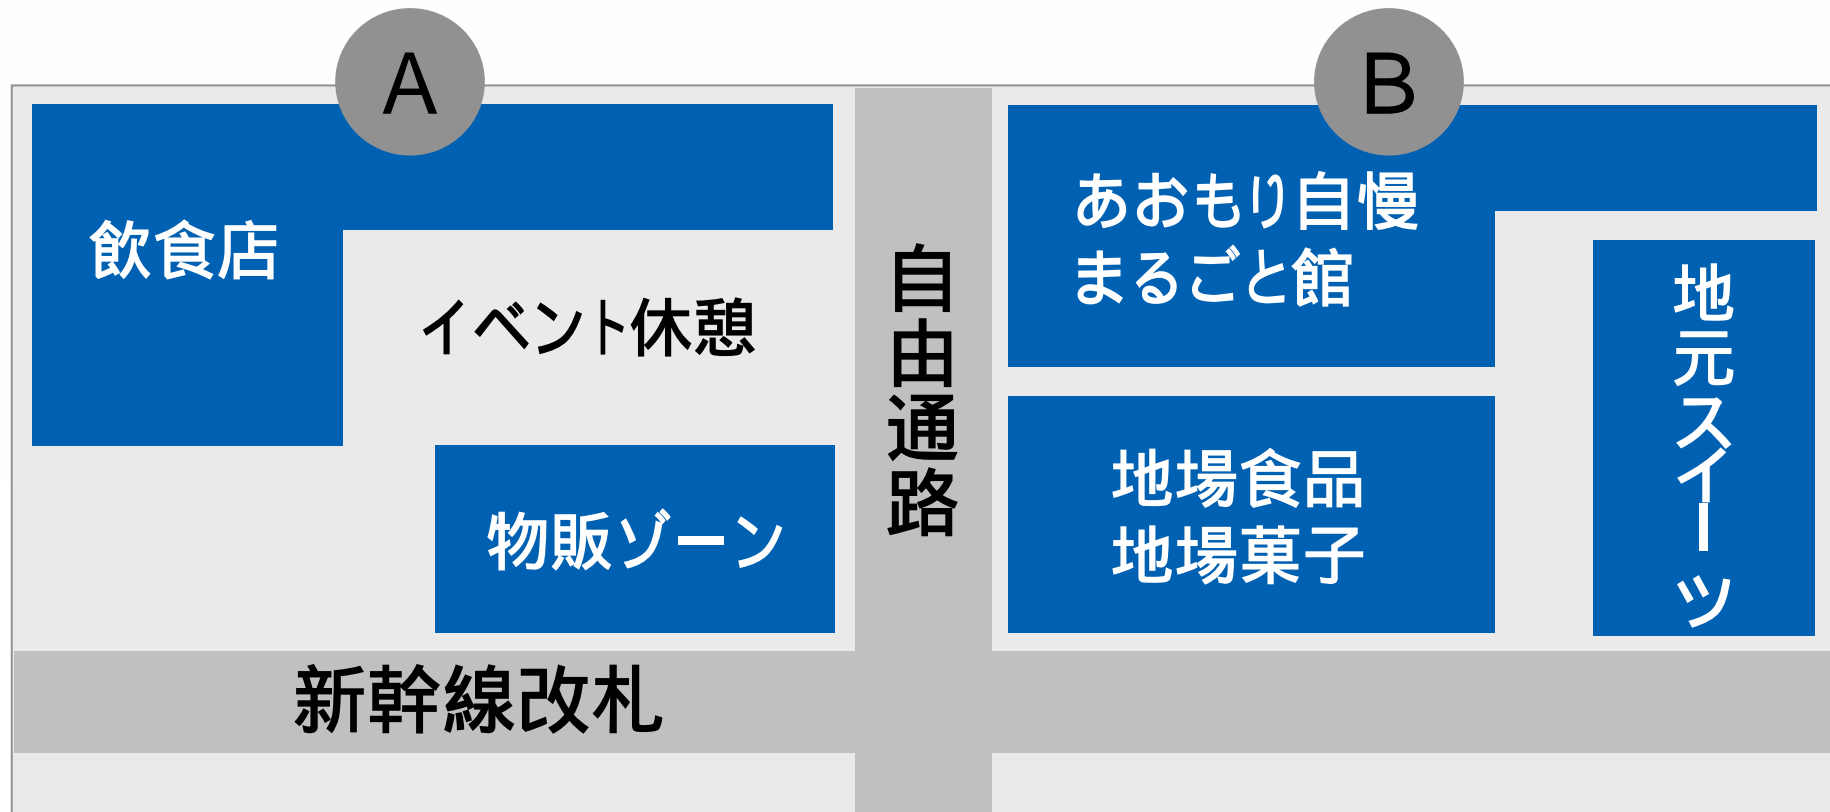 A
B
飲食店
イベント休憩
物販ゾーン
自由通路
あおもり自慢
まるごと館
地場食品
地場菓子
地元スイーツ
新幹線改札